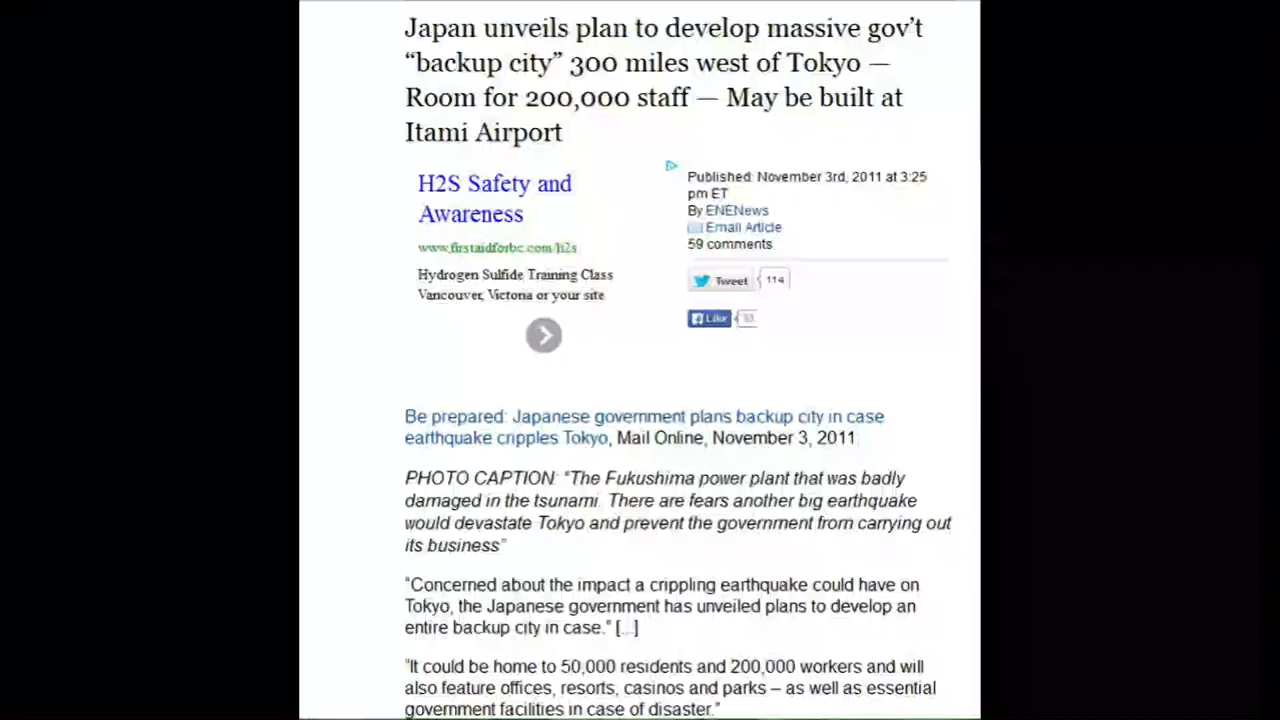 Japan unveils plan to develop massive gov't
“backup city” 300 miles west of Tokyo —
Room for 200,000 staff — May be built at
Itami Airport
H2S Safety and
Awareness
www.firstaidforbc.com/h2s
Hydrogen Sulfide Training Class
Vancouver, Victoria or your site
Published: November 3rd, 2011 at 3:25
pm ET
By ENENews
Email Article
59 comments
Tweet 114
Like
Be prepared: Japanese government plans backup city in case
earthquake cripples Tokyo, Mail Online, November 3, 2011:
PHOTO CAPTION: “The Fukushima power plant that was badly
damaged in the tsunami. There are fears another big earthquake
would devastate Tokyo and prevent the government from carrying out
its business”
“Concerned about the impact a crippling earthquake could have on
Tokyo, the Japanese government has unveiled plans to develop an
entire backup city in case.” [...]
“It could be home to 50,000 residents and 200,000 workers and will
also feature offices, resorts, casinos and parks – as well as essential
government facilities in case of disaster.”